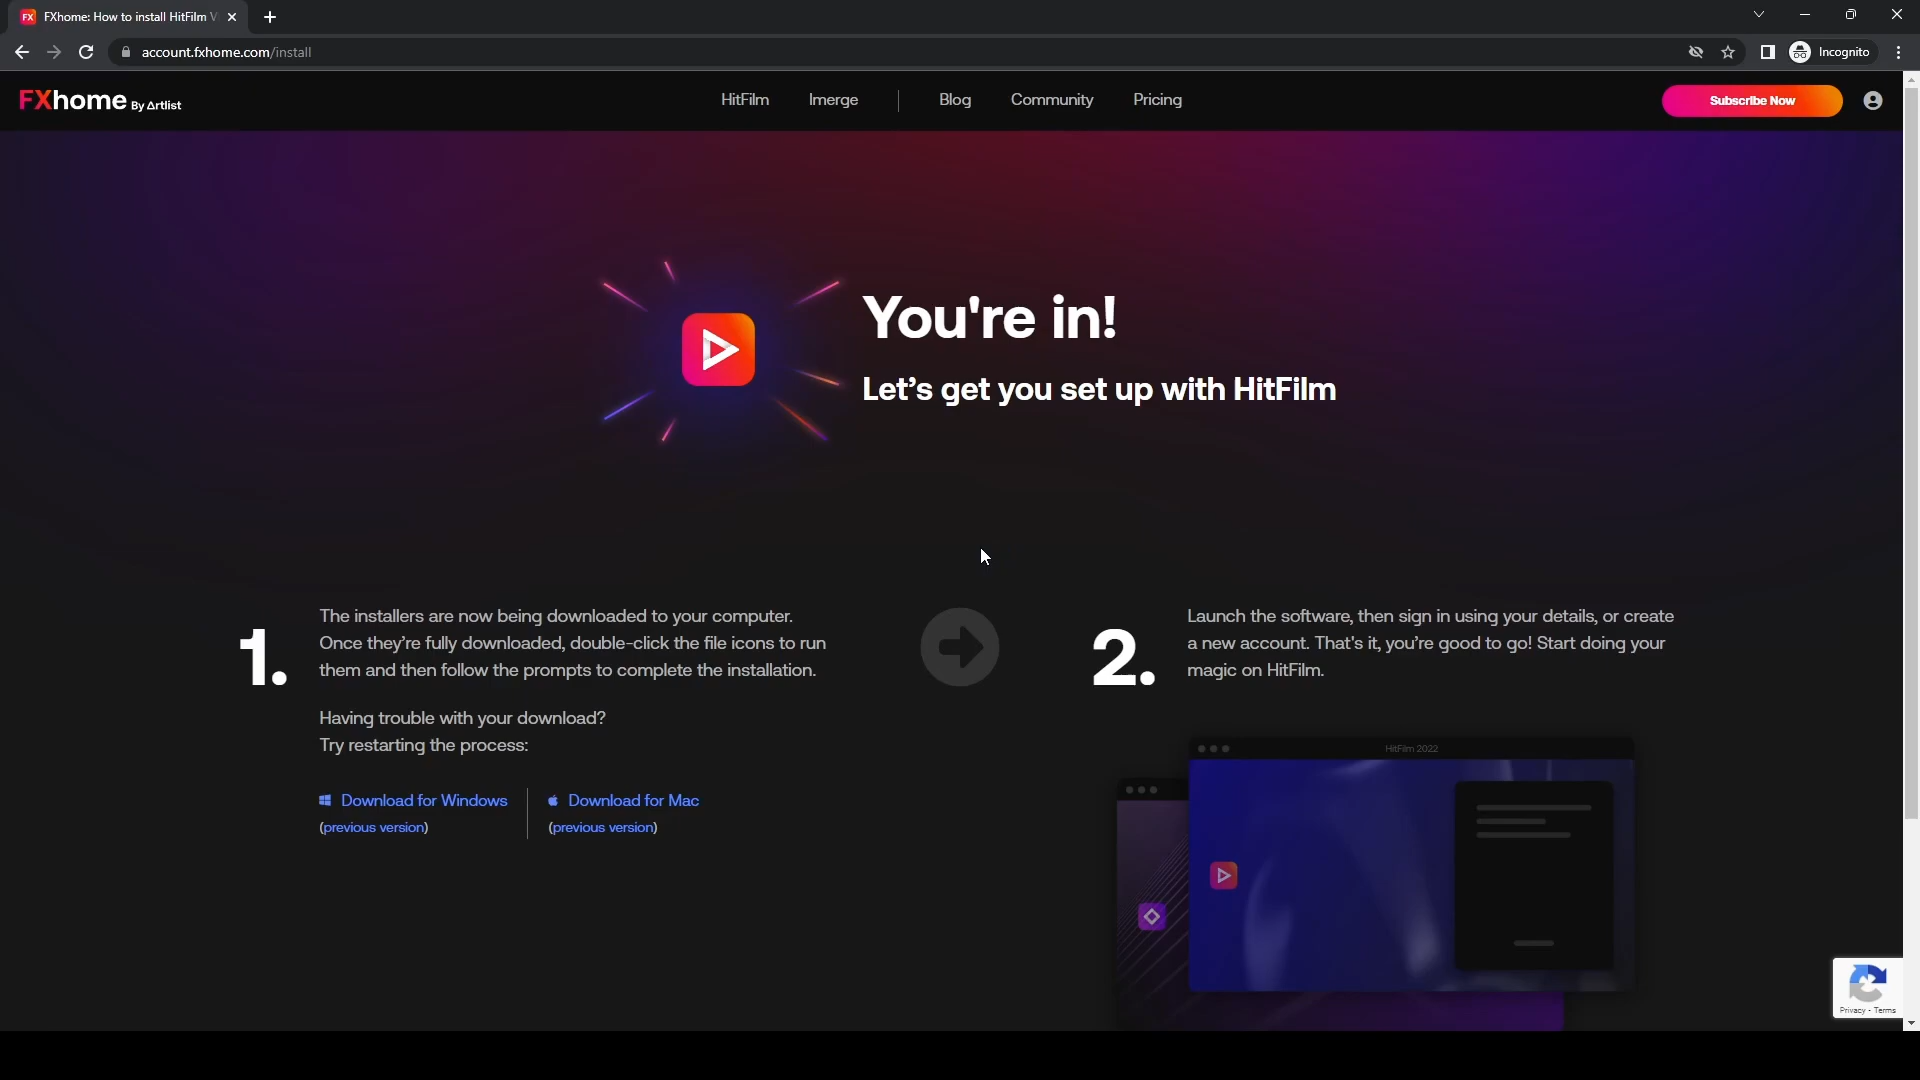 FXhome: How to install HitFilm V
account.fxhome.com/install
Incognito
FXhome By Artlist
HitFilm
Imerge
Blog
Community
Pricing
Subscribe Now
You're in!
Let's get you set up with HitFilm
1.
The installers are now being downloaded to your computer.
Once they're fully downloaded, double-click the file icons to run
them and then follow the prompts to complete the installation.
Having trouble with your download?
Try restarting the process:
Download for Windows
(previous version)
Download for Mac
(previous version)
2.
Launch the software, then sign in using your details, or create
a new account. That's it, you're good to go! Start doing your
magic on HitFilm.
HitFilm 2022
Privacy - Terms